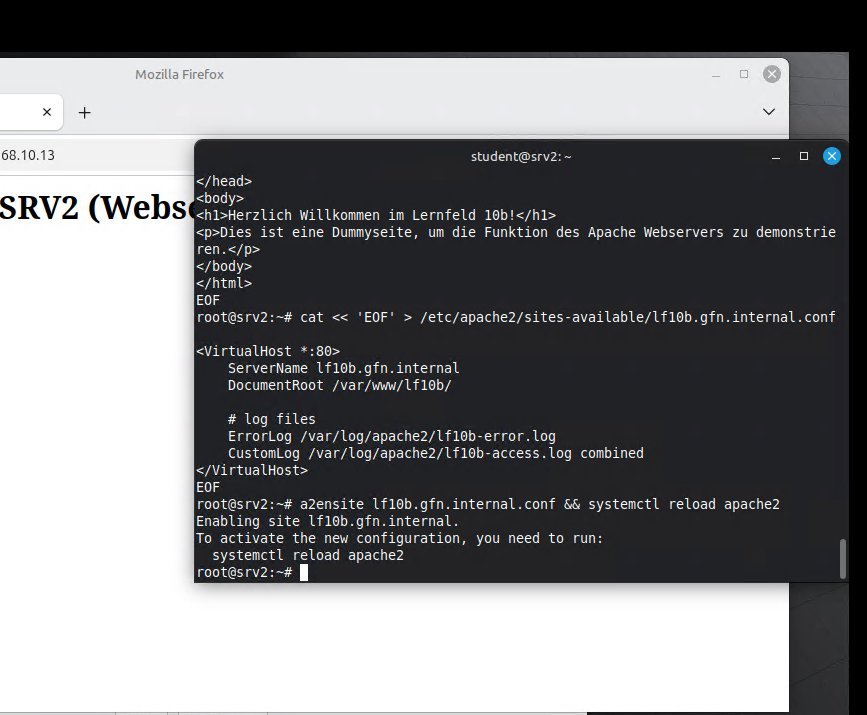 Mozilla Firefox
68.10.13
SRV2 (Webse
student@srv2: ~
</head>
<body>
<h1>Herzlich Willkommen im Lernfeld 10b!</h1>
<p>Dies ist eine Dummyseite, um die Funktion des Apache Webservers zu demonstrie
ren.</p>
</body>
</html>
EOF
root@srv2:~# cat << 'EOF' > /etc/apache2/sites-available/lf10b.gfn.internal.conf
<VirtualHost *:80>
    ServerName lf10b.gfn.internal
    DocumentRoot /var/www/lf10b/
    # log files
    ErrorLog /var/log/apache2/lf10b-error.log
    CustomLog /var/log/apache2/lf10b-access.log combined
</VirtualHost>
EOF
root@srv2:~# a2ensite lf10b.gfn.internal.conf && systemctl reload apache2
Enabling site lf10b.gfn.internal.
To activate the new configuration, you need to run:
  systemctl reload apache2
root@srv2:~#